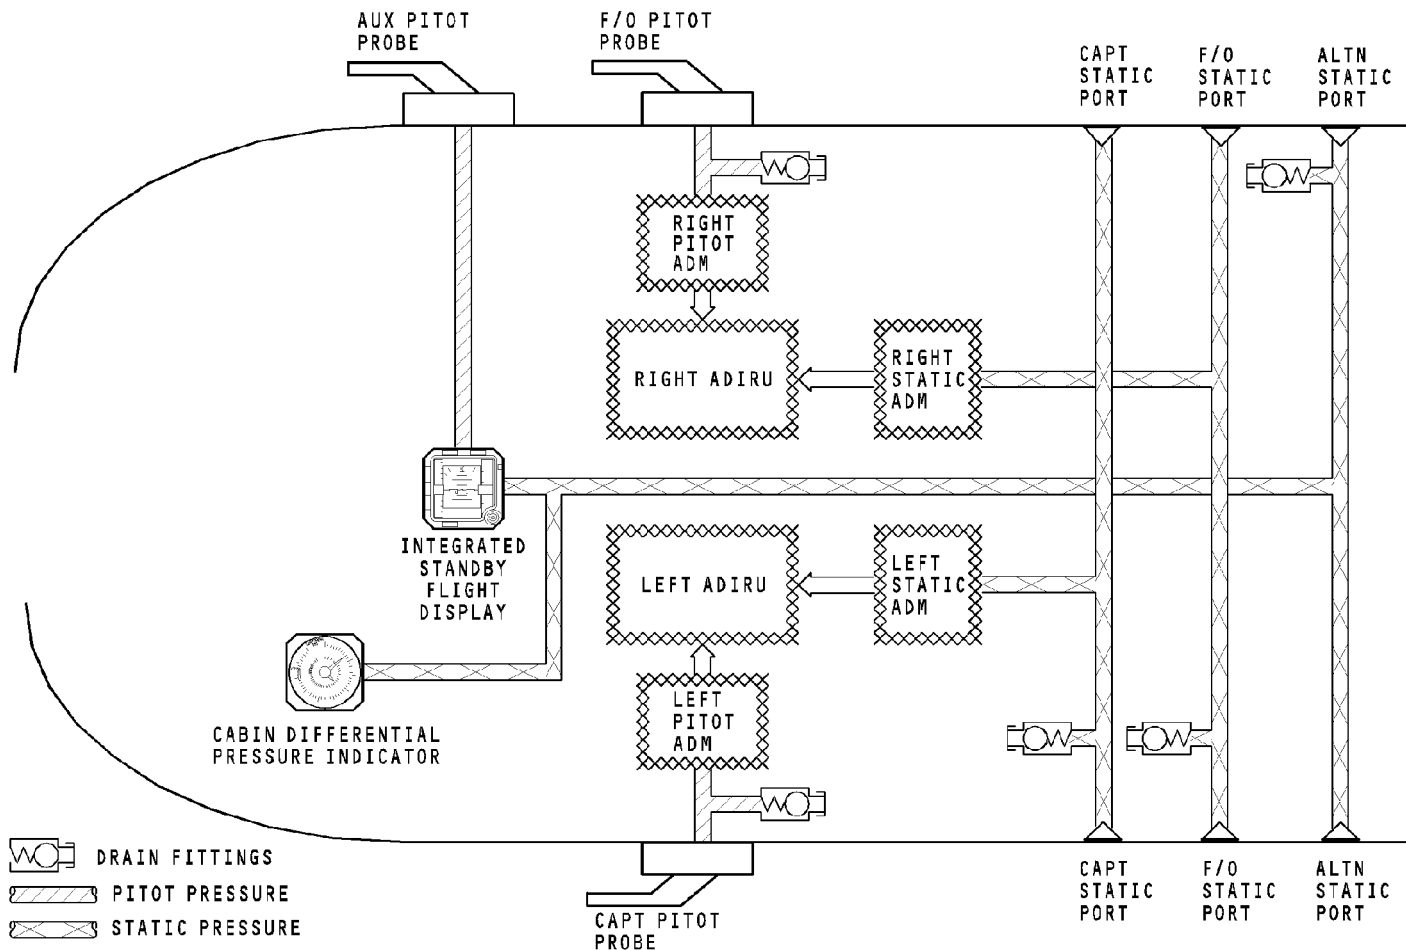 AUX PITOT
PROBE
F/O PITOT
PROBE
CAPT
STATIC
PORT
F/O
STATIC
PORT
ALTN
STATIC
PORT
RIGHT
PITOT
ADM
RIGHT ADIRU
RIGHT
STATIC
ADM
INTEGRATED
STANDBY
FLIGHT
DISPLAY
LEFT ADIRU
LEFT
STATIC
ADM
LEFT
PITOT
ADM
CABIN DIFFERENTIAL
PRESSURE INDICATOR
DRAIN FITTINGS
PITOT PRESSURE
STATIC PRESSURE
CAPT PITOT
PROBE
CAPT
STATIC
PORT
F/O
STATIC
PORT
ALTN
STATIC
PORT